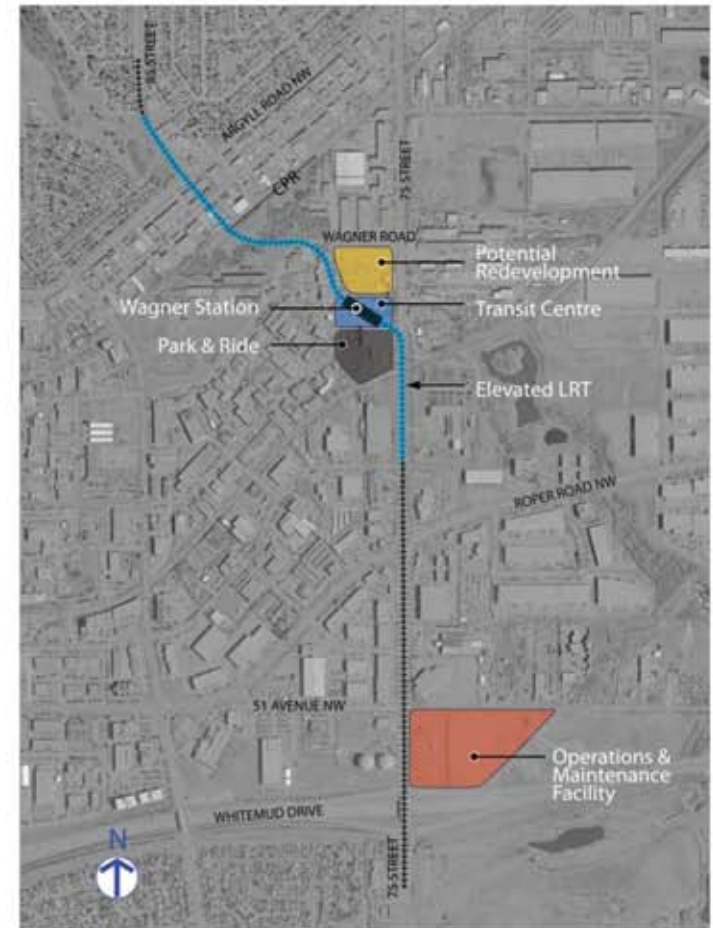 83 STREET
ARGYLL ROAD NW
CPR
75 STREET
WAGNER ROAD
Potential
Redevelopment
Wagner Station
Transit Centre
Park & Ride
Elevated LRT
ROPER ROAD NW
51 AVENUE NW
Operations &
Maintenance
Facility
WHITEMUD DRIVE
N
75 STREET